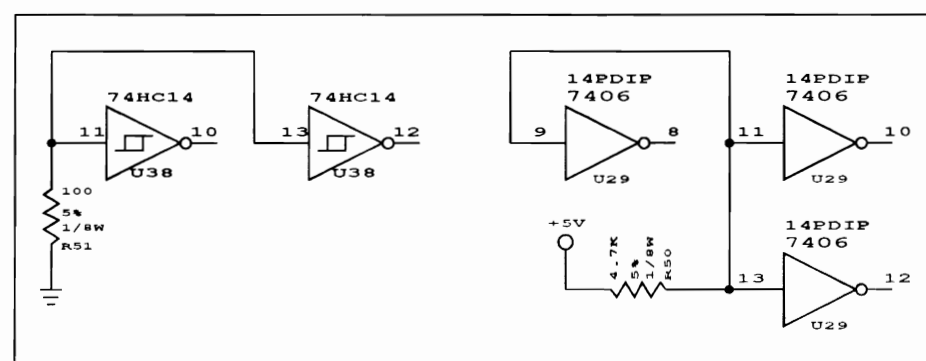 74HC14
11
10
U38
100
5%
1/8W
R51
74HC14
13
12
U38
14PDIP
7406
9
8
U29
14PDIP
7406
11
10
U29
+5V
4.7K
5%
1/8W
R50
14PDIP
7406
13
12
U29